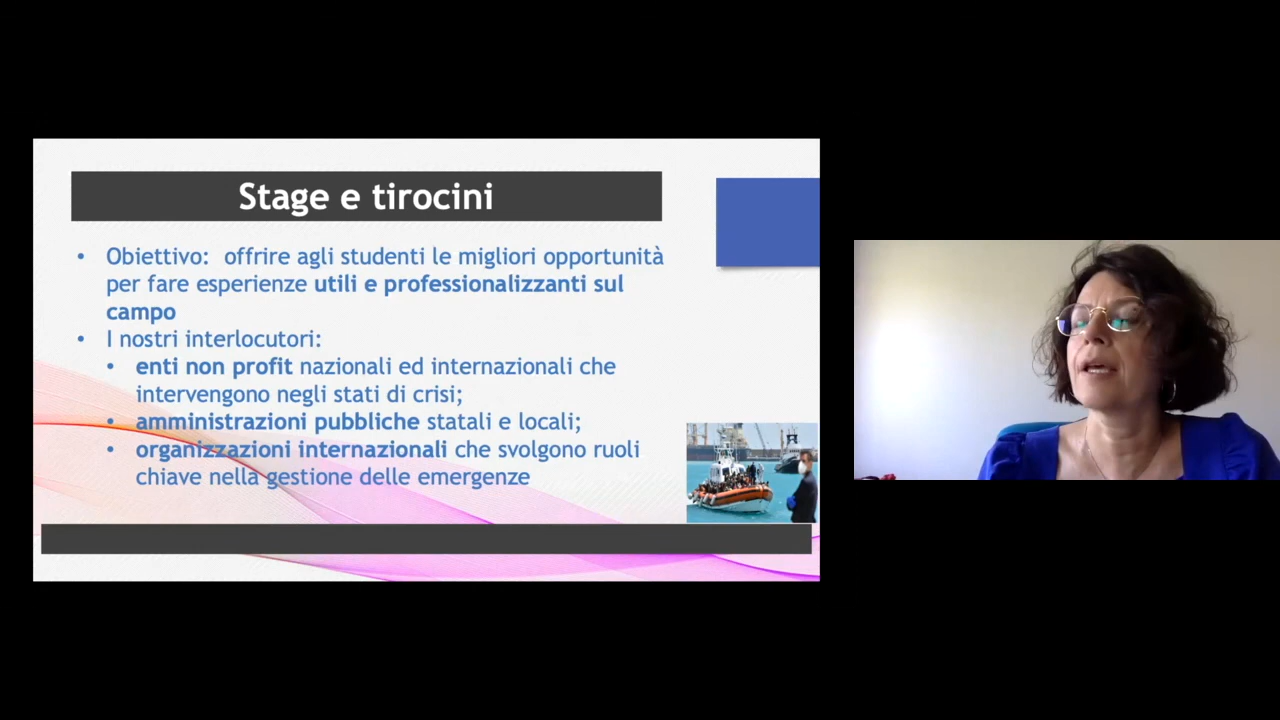 Stage e tirocini
• Obiettivo: offrire agli studenti le migliori opportunità
per fare esperienze utili e professionalizzanti sul
campo
• I nostri interlocutori:
• enti non profit nazionali ed internazionali che
intervengono negli stati di crisi;
• amministrazioni pubbliche statali e locali;
• organizzazioni internazionali che svolgono ruoli
chiave nella gestione delle emergenze